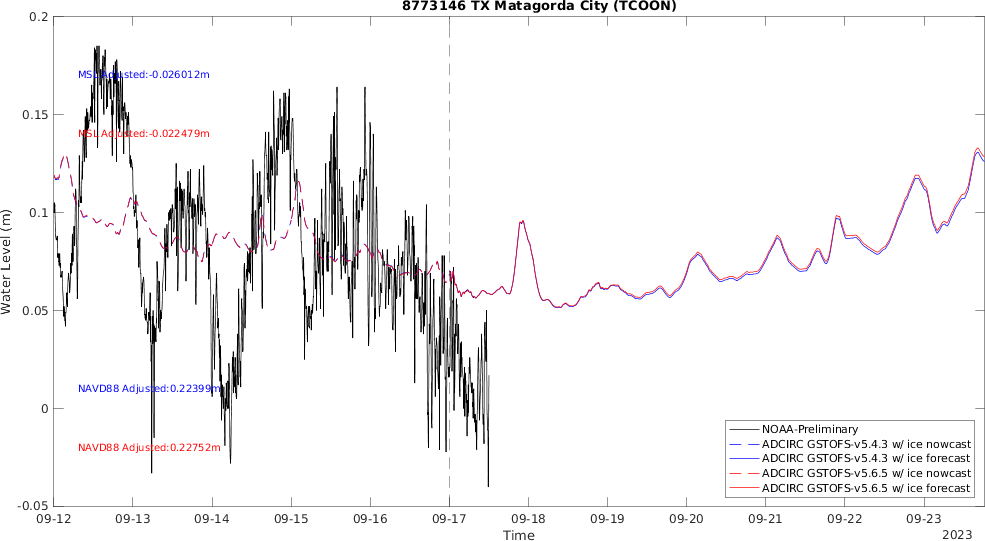 8773146 TX Matagorda City (TCOON)
0.2
MSL Adjusted:-0.026012m
0.15
MSL Adjusted:-0.022479m
0.1
Water Level (m)
0.05
NAVD88 Adjusted:0.22399m
0
NAVD88 Adjusted:0.22752m
-0.05
NOAA-Preliminary
ADCIRC GSTOFS-v5.4.3 w/ ice nowcast
ADCIRC GSTOFS-v5.4.3 w/ ice forecast
ADCIRC GSTOFS-v5.6.5 w/ ice nowcast
ADCIRC GSTOFS-v5.6.5 w/ ice forecast
09-12 09-13 09-14 09-15 09-16 09-17 09-18 09-19 09-20 09-21 09-22 09-23
Time
2023